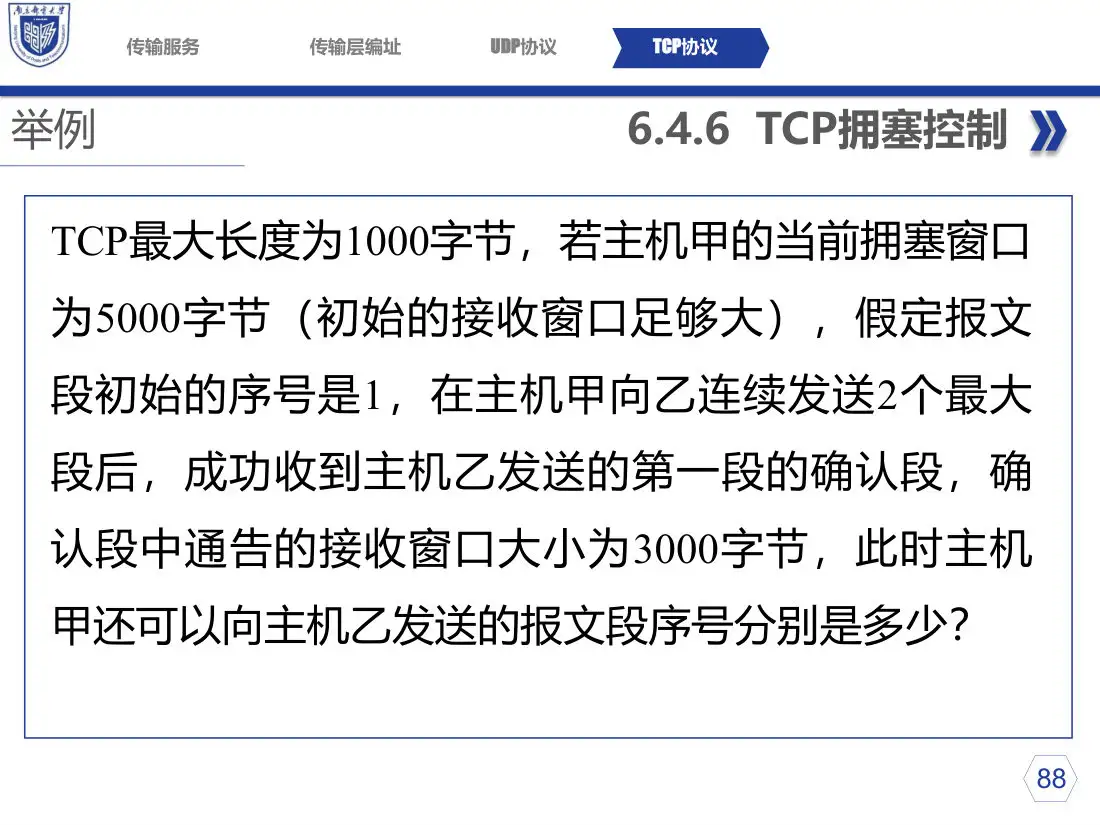 南京邮电大学
传输服务
传输层编址
UDP协议
TCP协议
举例
6.4.6 TCP拥塞控制
TCP最大长度为1000字节，若主机甲的当前拥塞窗口
为5000字节（初始的接收窗口足够大），假定报文
段初始的序号是1，在主机甲向乙连续发送2个最大
段后，成功收到主机乙发送的第一段的确认段，确
认段中通告的接收窗口大小为3000字节，此时主机
甲还可以向主机乙发送的报文段序号分别是多少？
88